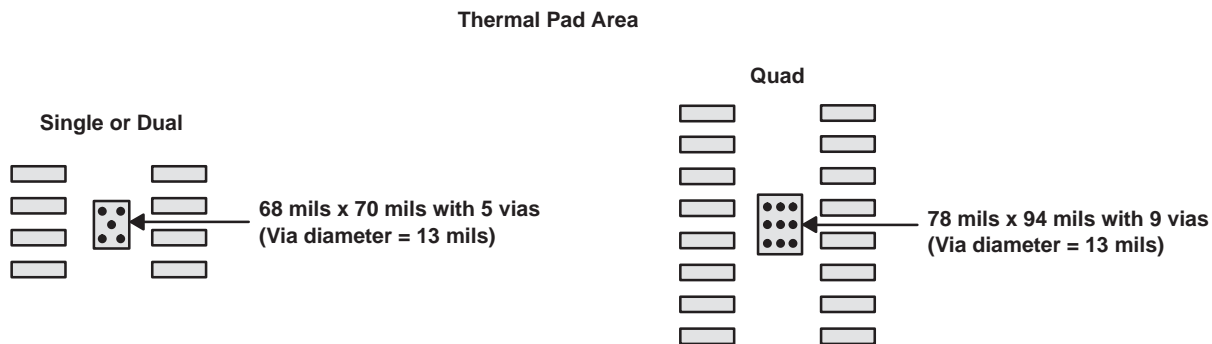 Thermal Pad Area
Single or Dual
68 mils x 70 mils with 5 vias
(Via diameter = 13 mils)
Quad
78 mils x 94 mils with 9 vias
(Via diameter = 13 mils)